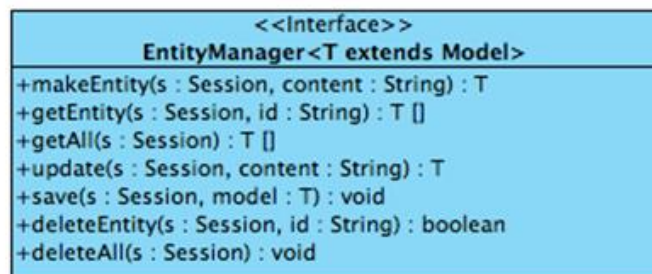 <<Interface>>
EntityManager<T extends Model>
+makeEntity(s : Session, content : String) : T
+getEntity(s : Session, id : String) : T []
+getAll(s : Session) : T []
+update(s : Session, content : String) : T
+save(s : Session, model : T) : void
+deleteEntity(s : Session, id : String) : boolean
+deleteAll(s : Session) : void